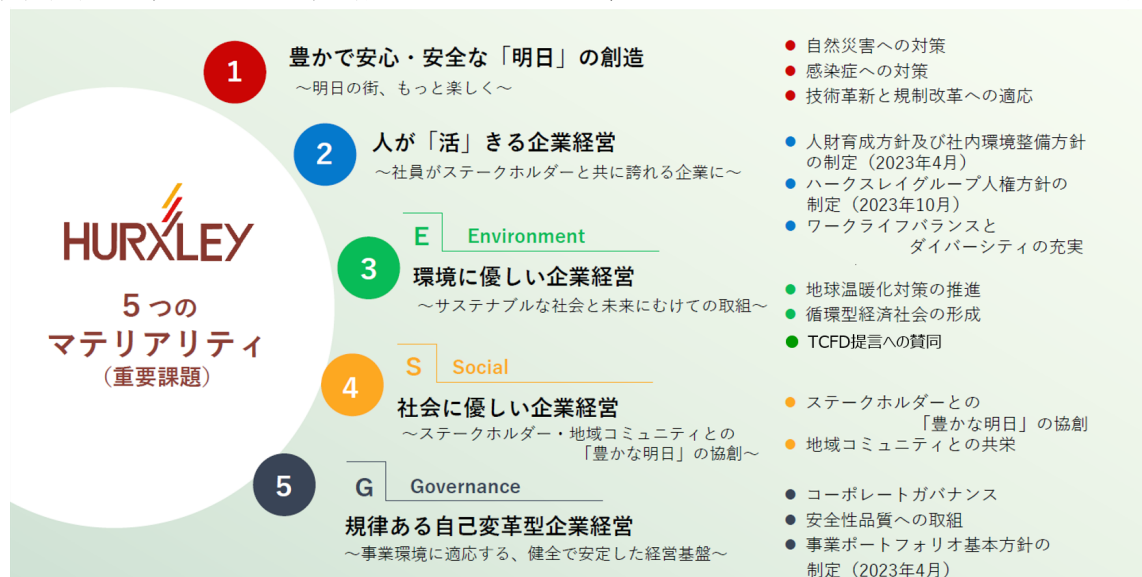 HURXLEY
5つの
マテリアリティ
（重要課題）
1
豊かで安心・安全な「明日」の創造
～明日の街、もっと楽しく～
● 自然災害への対策
● 感染症への対策
● 技術革新と規制改革への適応
2
人が「活」きる企業経営
～社員がステークホルダーと共に誇れる企業に～
● 人財育成方針及び社内環境整備方針
の制定（2023年4月）
● ハークスレイグループ人権方針の
制定（2023年10月）
● ワークライフバランスと
ダイバーシティの充実
3
E Environment
環境に優しい企業経営
～サステナブルな社会と未来にむけての取組～
● 地球温暖化対策の推進
● 循環型経済社会の形成
● TCFD提言への賛同
4
S Social
社会に優しい企業経営
～ステークホルダー・地域コミュニティとの
「豊かな明日」の協創～
● ステークホルダーとの
「豊かな明日」の協創
● 地域コミュニティとの共栄
5
G Governance
規律ある自己変革型企業経営
～事業環境に適応する、健全で安定した経営基盤～
● コーポレートガバナンス
● 安全性品質への取組
● 事業ポートフォリオ基本方針の
制定（2023年4月）